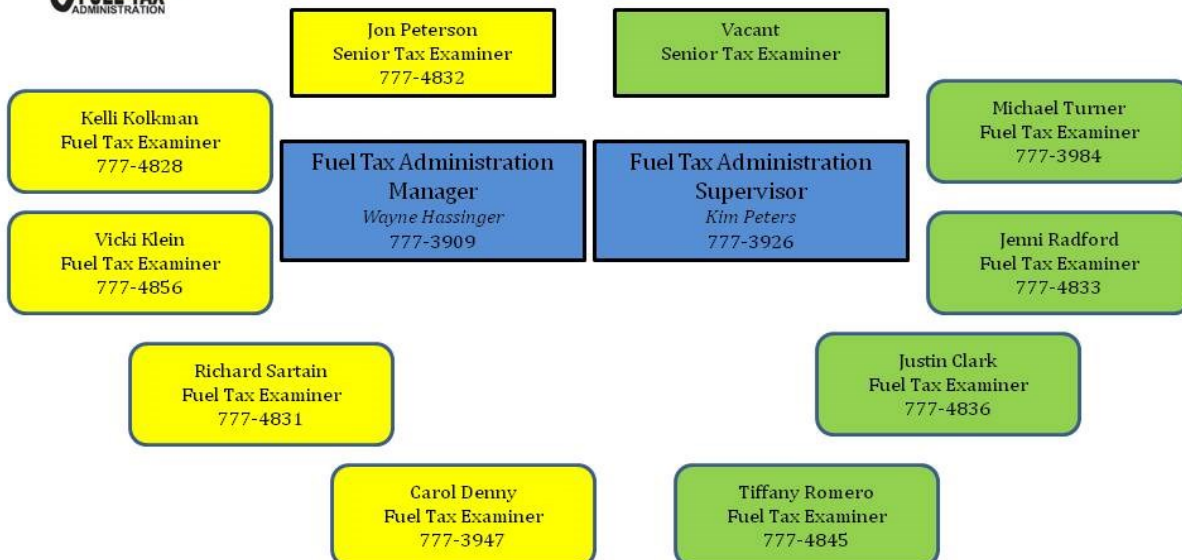 FUEL TAX
ADMINISTRATION
Jon Peterson
Senior Tax Examiner
777-4832
Vacant
Senior Tax Examiner
Kelli Kolkman
Fuel Tax Examiner
777-4828
Michael Turner
Fuel Tax Examiner
777-3984
Fuel Tax Administration
Manager
Wayne Hassinger
777-3909
Fuel Tax Administration
Supervisor
Kim Peters
777-3926
Vicki Klein
Fuel Tax Examiner
777-4856
Jenni Radford
Fuel Tax Examiner
777-4833
Richard Sartain
Fuel Tax Examiner
777-4831
Justin Clark
Fuel Tax Examiner
777-4836
Carol Denny
Fuel Tax Examiner
777-3947
Tiffany Romero
Fuel Tax Examiner
777-4845